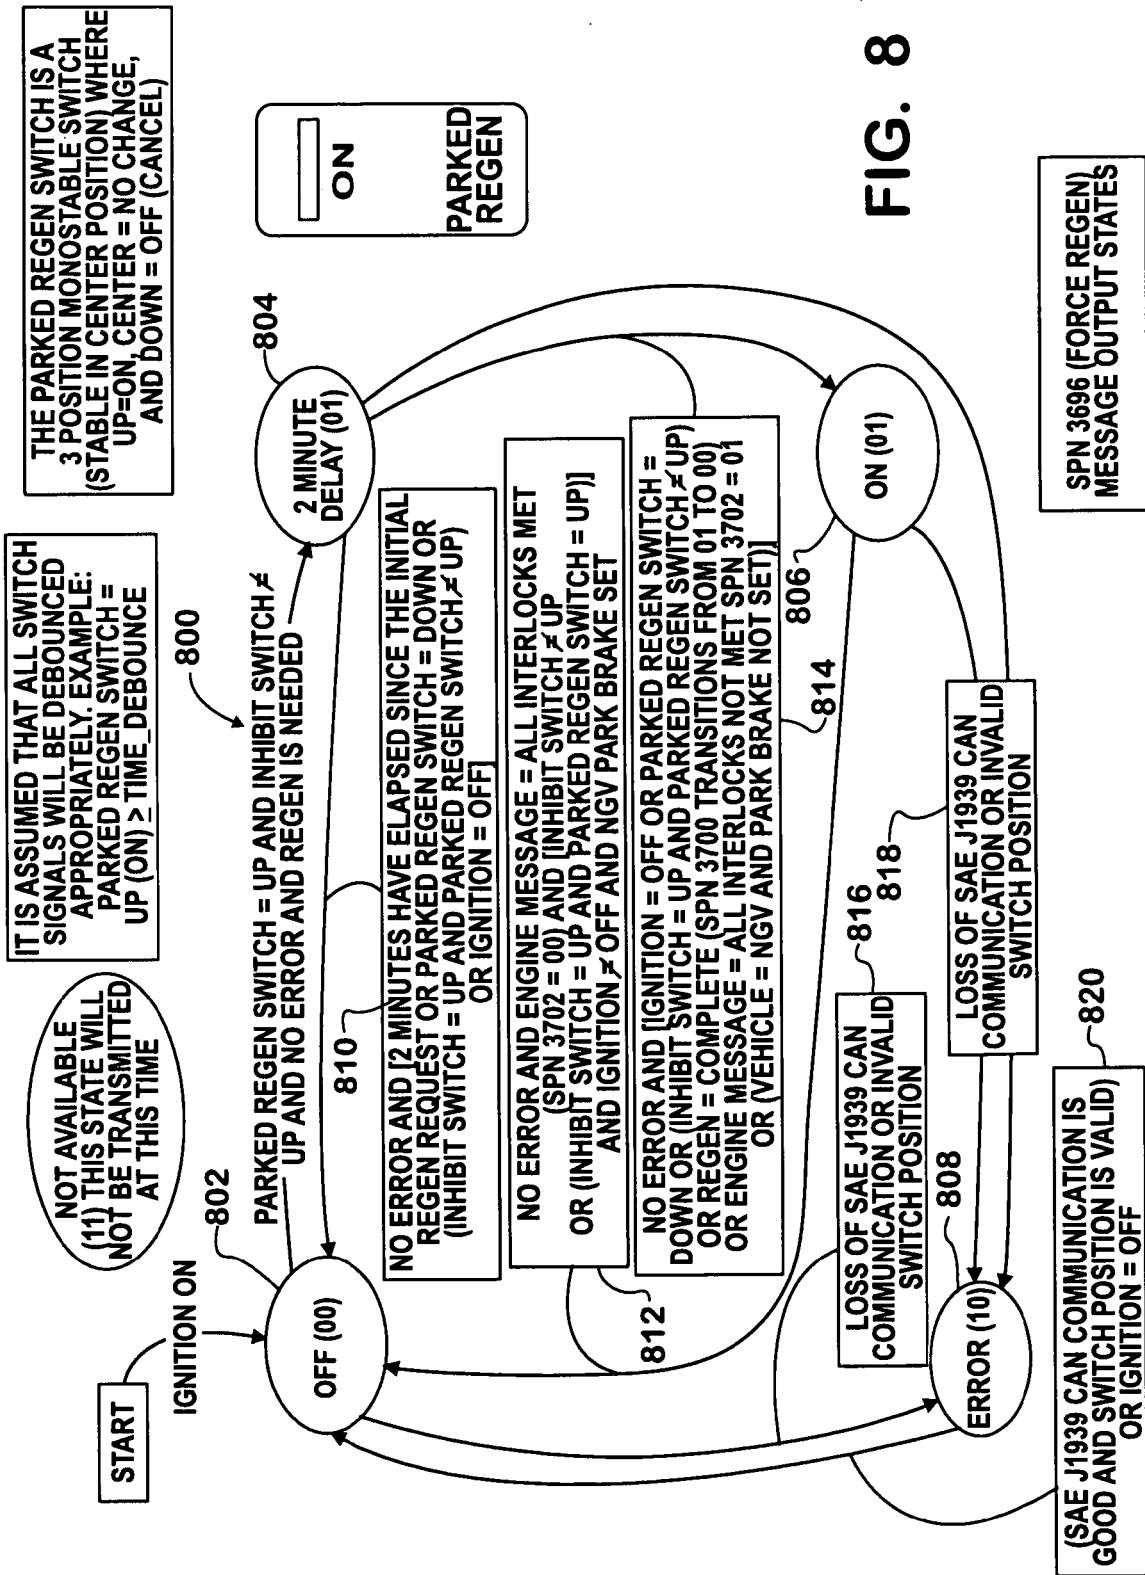 START
IGNITION ON
NOT AVAILABLE
(11) THIS STATE WILL
NOT BE TRANSMITTED
AT THIS TIME
IT IS ASSUMED THAT ALL SWITCH
SIGNALS WILL BE DEBOUNCED
APPROPRIATELY. EXAMPLE:
PARKED REGEN SWITCH =
UP (ON) ≥ TIME_DEBOUNCE
THE PARKED REGEN SWITCH IS A
3 POSITION MONOSTABLE SWITCH
(STABLE IN CENTER POSITION) WHERE
UP=ON, CENTER = NO CHANGE,
AND DOWN = OFF (CANCEL)
802
OFF (00)
800
PARKED REGEN SWITCH = UP AND INHIBIT SWITCH ≠
UP AND NO ERROR AND REGEN IS NEEDED
804
2 MINUTE
DELAY (01)
ON
PARKED
REGEN
810
NO ERROR AND [2 MINUTES HAVE ELAPSED SINCE THE INITIAL
REGEN REQUEST OR PARKED REGEN SWITCH = DOWN OR
(INHIBIT SWITCH = UP AND PARKED REGEN SWITCH ≠ UP)
OR IGNITION = OFF]
NO ERROR AND ENGINE MESSAGE = ALL INTERLOCKS MET
(SPN 3702 = 00) AND [INHIBIT SWITCH ≠ UP
OR (INHIBIT SWITCH = UP AND PARKED REGEN SWITCH = UP)]
AND IGNITION ≠ OFF AND NGV PARK BRAKE SET
812
NO ERROR AND [IGNITION = OFF OR PARKED REGEN SWITCH =
DOWN OR (INHIBIT SWITCH = UP AND PARKED REGEN SWITCH ≠ UP)
OR REGEN = COMPLETE (SPN 3700 TRANSITIONS FROM 01 TO 00)
OR ENGINE MESSAGE = ALL INTERLOCKS NOT MET SPN 3702 = 01
OR (VEHICLE = NGV AND PARK BRAKE NOT SET)]
814
806
ON (01)
816
LOSS OF SAE J1939 CAN
COMMUNICATION OR INVALID
SWITCH POSITION
818
LOSS OF SAE J1939 CAN
COMMUNICATION OR INVALID
SWITCH POSITION
808
ERROR (10)
820
(SAE J1939 CAN COMMUNICATION IS
GOOD AND SWITCH POSITION IS VALID)
OR IGNITION = OFF
SPN 3696 (FORCE REGEN)
MESSAGE OUTPUT STATES
FIG. 8